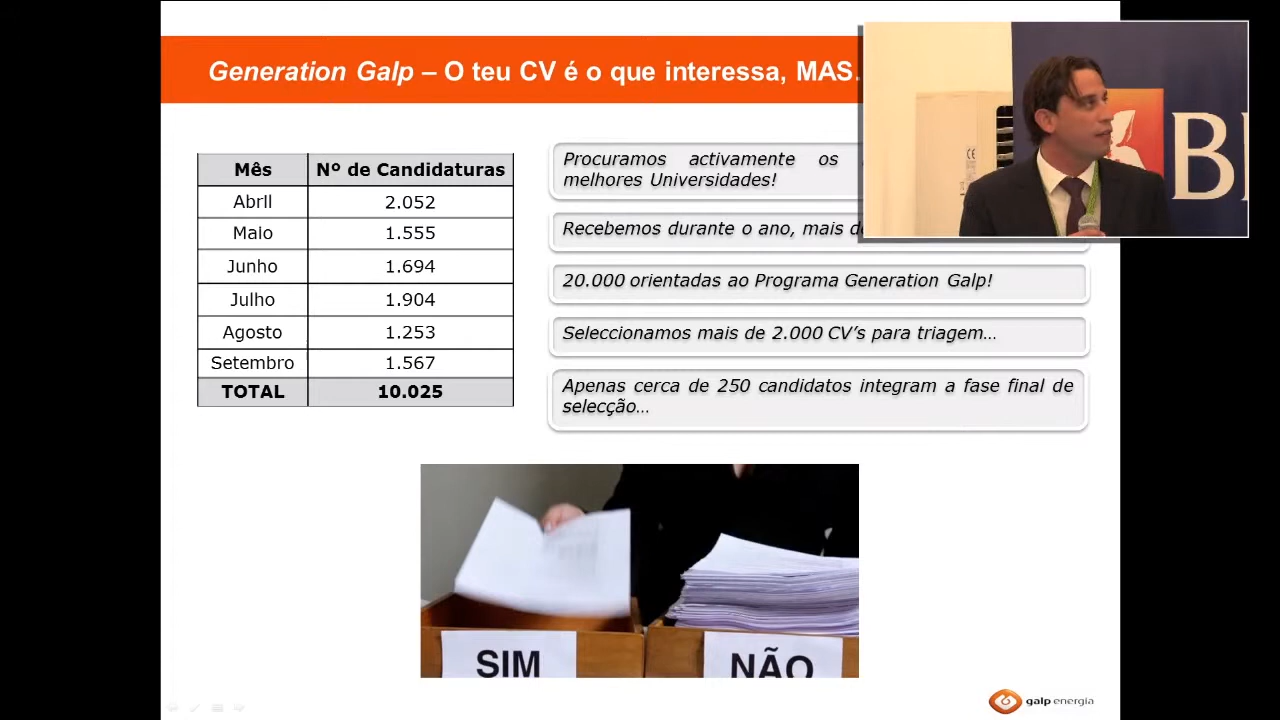 Generation Galp – O teu CV é o que interessa, MAS.
Mês Nº de Candidaturas
Abril 2.052
Maio 1.555
Junho 1.694
Julho 1.904
Agosto 1.253
Setembro 1.567
TOTAL 10.025
Procuramos activamente os
melhores Universidades!
Recebemos durante o ano, mais
20.000 orientadas ao Programa Generation Galp!
Seleccionamos mais de 2.000 CV’s para triagem…
Apenas cerca de 250 candidatos integram a fase final de
selecção…
SIM
NÃO
galp energia